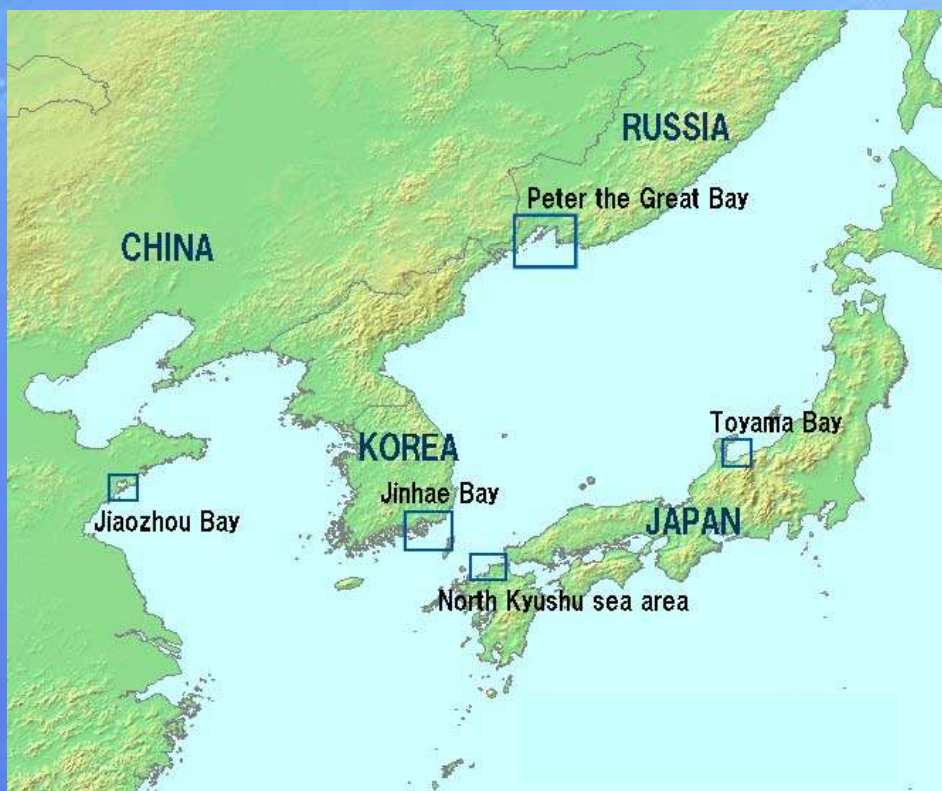 RUSSIA
Peter the Great Bay
CHINA
Toyama Bay
KOREA
Jinhae Bay
Jiaozhou Bay
JAPAN
North Kyushu sea area